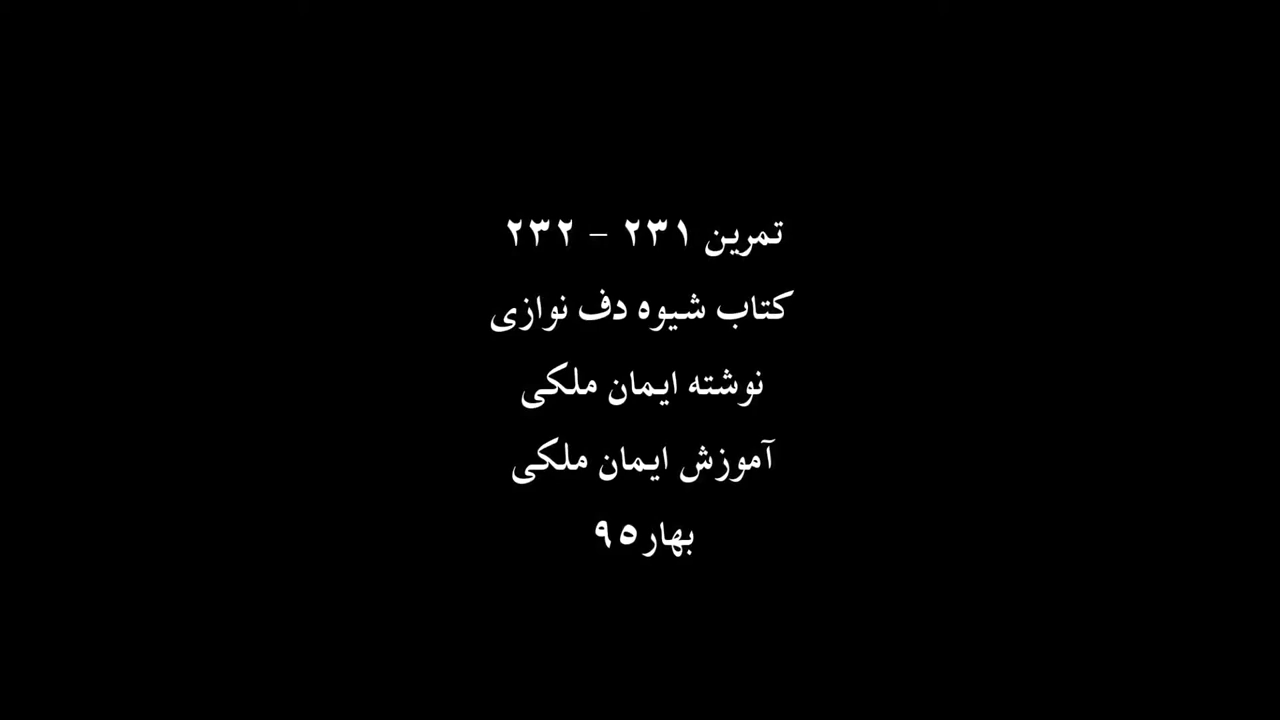 تمرین ۲۳۱ – ۲۳۲
کتاب شیوه دف نوازی
نوشته ایمان ملکی
آموزش ایمان ملکی
بهار۹۵